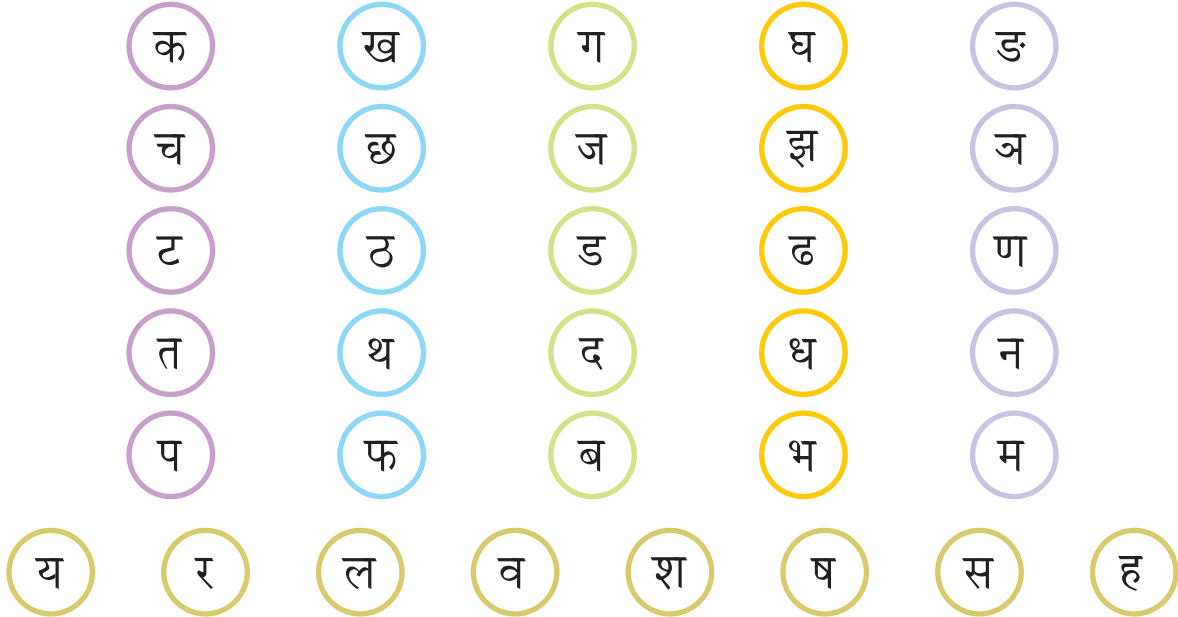 क ख ग घ ङ
च छ ज झ ञ
ट ठ ड ढ ण
त थ द ध न
प फ ब भ म
य र ल व श ष स ह